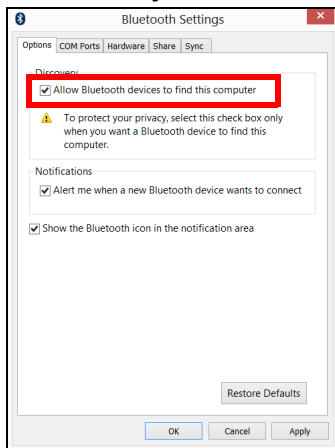 Bluetooth Settings
Options COM Ports Hardware Share Sync
Discovery
Allow Bluetooth devices to find this computer
To protect your privacy, select this check box only
when you want a Bluetooth device to find this
computer.
Notifications
Alert me when a new Bluetooth device wants to connect
Show the Bluetooth icon in the notification area
Restore Defaults
OK Cancel Apply